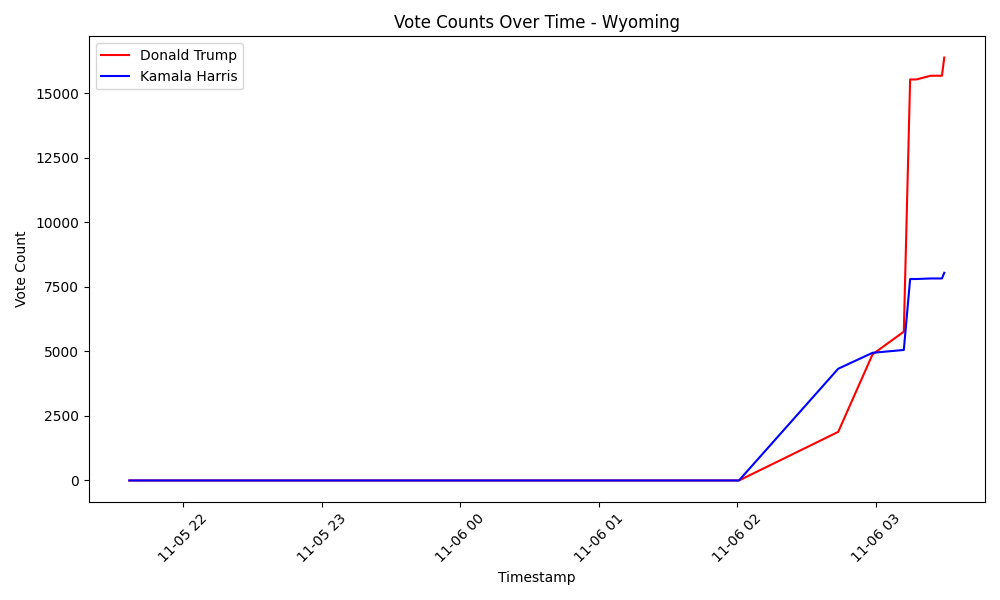 Vote Counts Over Time - Wyoming
Donald Trump
Kamala Harris
Vote Count
15000
12500
10000
7500
5000
2500
0
11-05 22
11-05 23
11-06 00
11-06 01
11-06 02
11-06 03
Timestamp